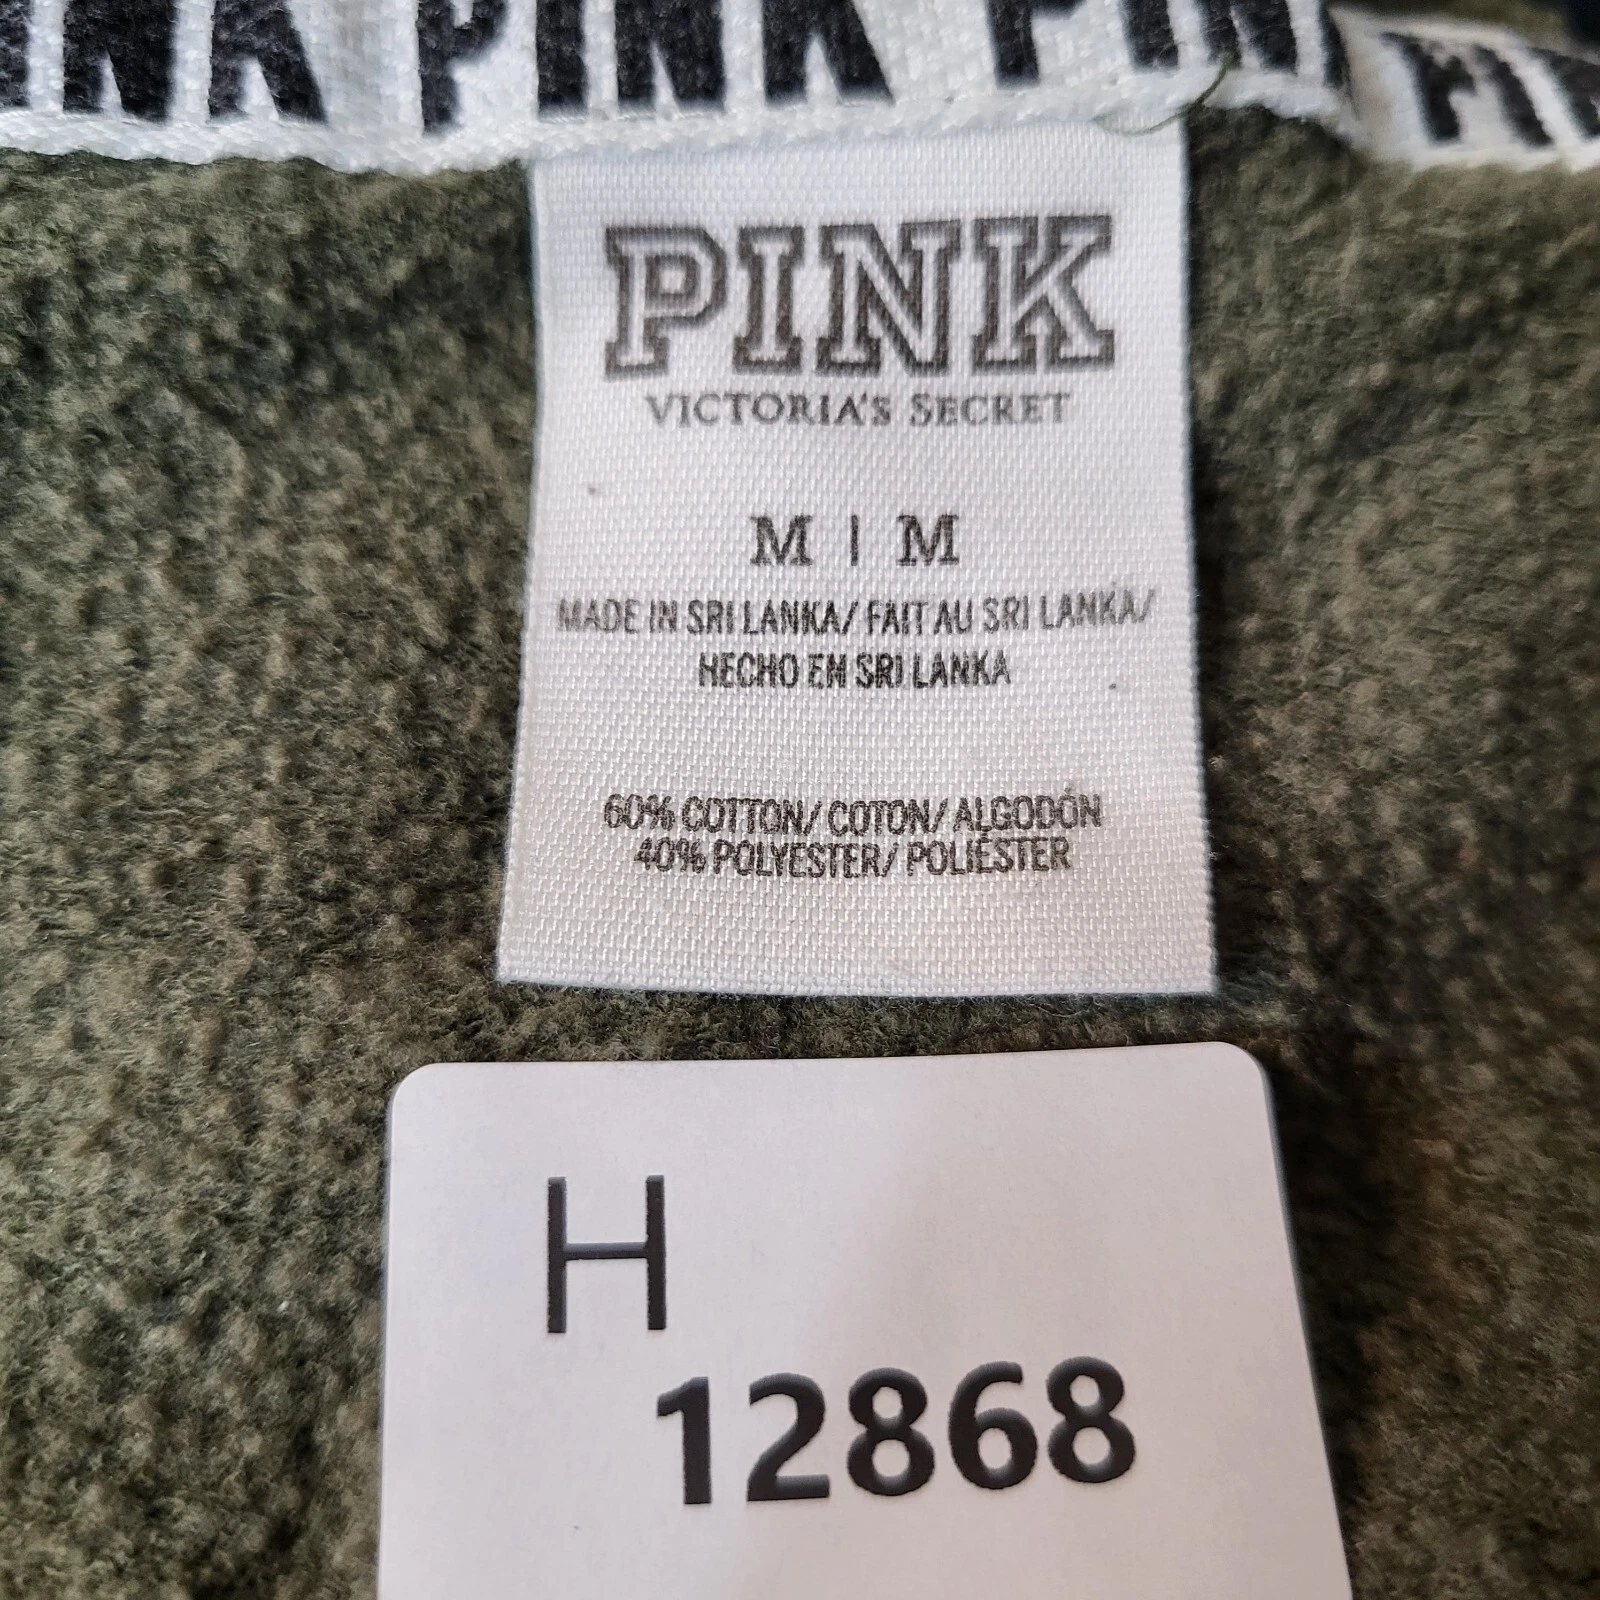 PINK PINK PIN
PINK
VICTORIA'S SECRET
M | M
MADE IN SRI LANKA/ FAIT AU SRI LANKA/
HECHO EN SRI LANKA
60% COTTON/ COTON/ ALGODÓN
40% POLYESTER/ POLIÉSTER
H
12868